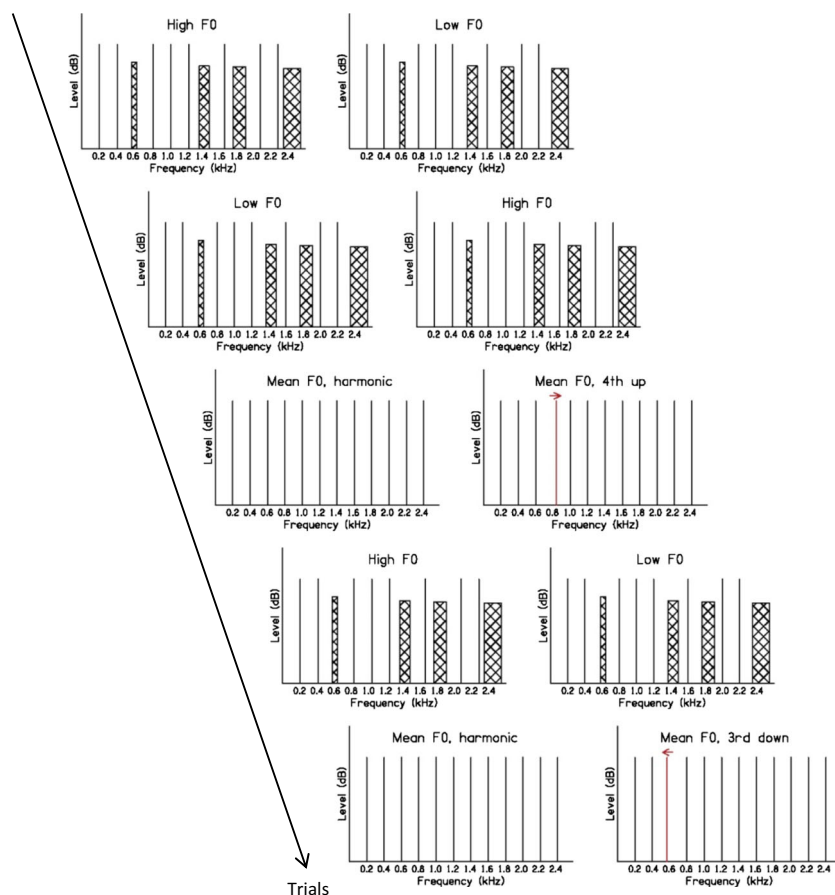 High F0
Low F0
Level (dB)
Level (dB)
0.2 0.4 0.6 0.8 1.0 1.2 1.4 1.6 1.8 2.0 2.2 2.4
0.2 0.4 0.6 0.8 1.0 1.2 1.4 1.6 1.8 2.0 2.2 2.4
Frequency (kHz)
Frequency (kHz)
Low F0
High F0
Level (dB)
Level (dB)
0.2 0.4 0.6 0.8 1.0 1.2 1.4 1.6 1.8 2.0 2.2 2.4
0.2 0.4 0.6 0.8 1.0 1.2 1.4 1.6 1.8 2.0 2.2 2.4
Frequency (kHz)
Frequency (kHz)
Mean F0, harmonic
Mean F0, 4th up
Level (dB)
Level (dB)
0.2 0.4 0.6 0.8 1.0 1.2 1.4 1.6 1.8 2.0 2.2 2.4
0.2 0.4 0.6 0.8 1.0 1.2 1.4 1.6 1.8 2.0 2.2 2.4
Frequency (kHz)
Frequency (kHz)
High F0
Low F0
Level (dB)
Level (dB)
0.2 0.4 0.6 0.8 1.0 1.2 1.4 1.6 1.8 2.0 2.2 2.4
0.2 0.4 0.6 0.8 1.0 1.2 1.4 1.6 1.8 2.0 2.2 2.4
Frequency (kHz)
Frequency (kHz)
Mean F0, harmonic
Mean F0, 3rd down
Level (dB)
Level (dB)
0.2 0.4 0.6 0.8 1.0 1.2 1.4 1.6 1.8 2.0 2.2 2.4
0.2 0.4 0.6 0.8 1.0 1.2 1.4 1.6 1.8 2.0 2.2 2.4
Frequency (kHz)
Frequency (kHz)
Trials